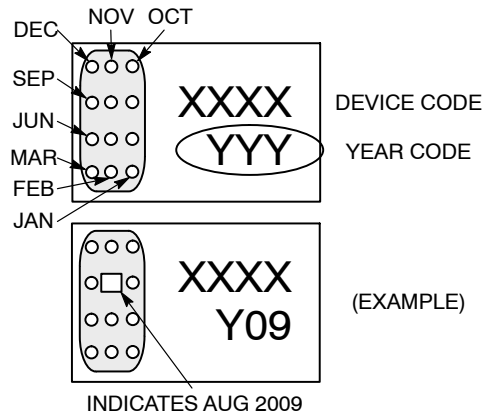 DEC NOV OCT
SEP
JUN
MAR
FEB
JAN
XXXX DEVICE CODE
YYY YEAR CODE
XXXX
Y09
(EXAMPLE)
INDICATES AUG 2009